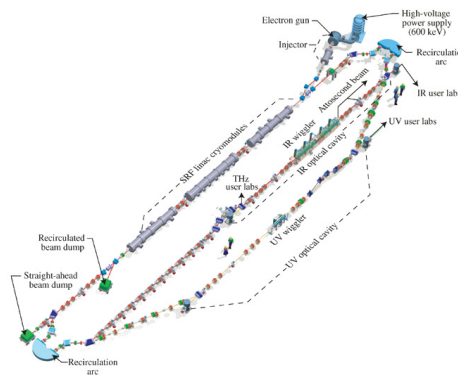 High-voltage
power supply
(600 keV)
Electron gun
Injector
Recirculation
arc
IR user labs
UV user labs
Attosecond beam
IR wiggler
IR optical cavity
SRF linac cryomodules
THz
user labs
UV wiggler
UV optical cavity
Recirculated
beam dump
Straight-ahead
beam dump
Recirculation
arc